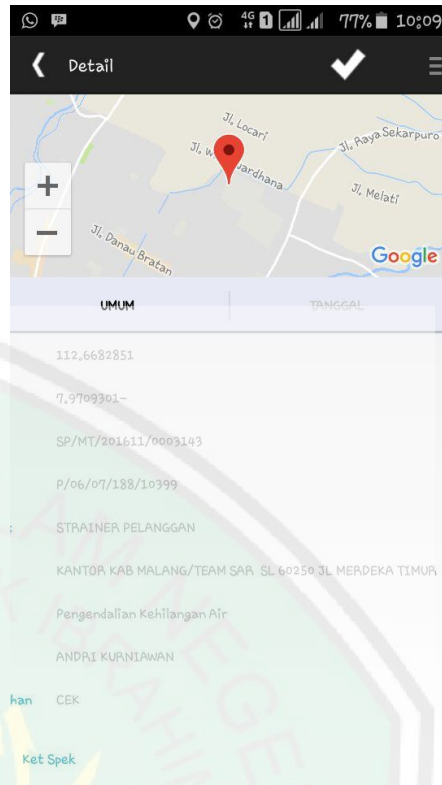 4G 1 77% 10:09
Detail
Jl. Locari
Jl. Raya Sekarpuro
Jl. Melati
Jl. Danau Bratan
+
−
Google
UMUM TANGGAL
112,6682851
7,9709301-
SP/MT/201611/0003143
P/06/07/188/10399
: STRAINER PELANGGAN
KANTOR KAB MALANG/TEAM SAR SL 60250 JL MERDEKA TIMUR
Pengendalian Kehilangan Air
ANDRI KURNIAWAN
han CEK
Ket Spek